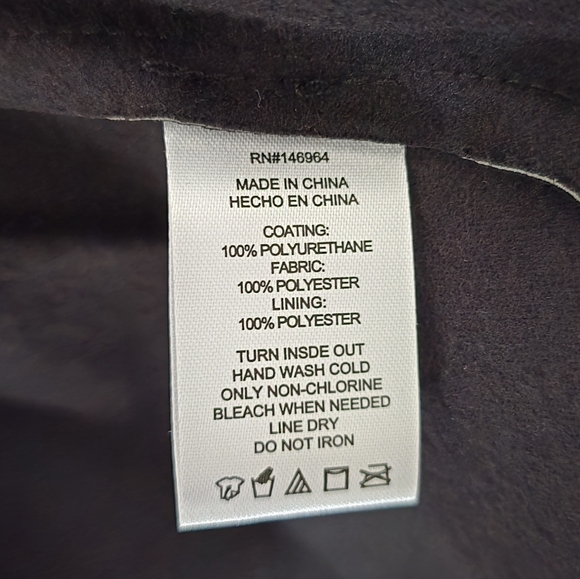 RN#146964
MADE IN CHINA
HECHO EN CHINA
COATING:
100% POLYURETHANE
FABRIC:
100% POLYESTER
LINING:
100% POLYESTER
TURN INSDE OUT
HAND WASH COLD
ONLY NON-CHLORINE
BLEACH WHEN NEEDED
LINE DRY
DO NOT IRON